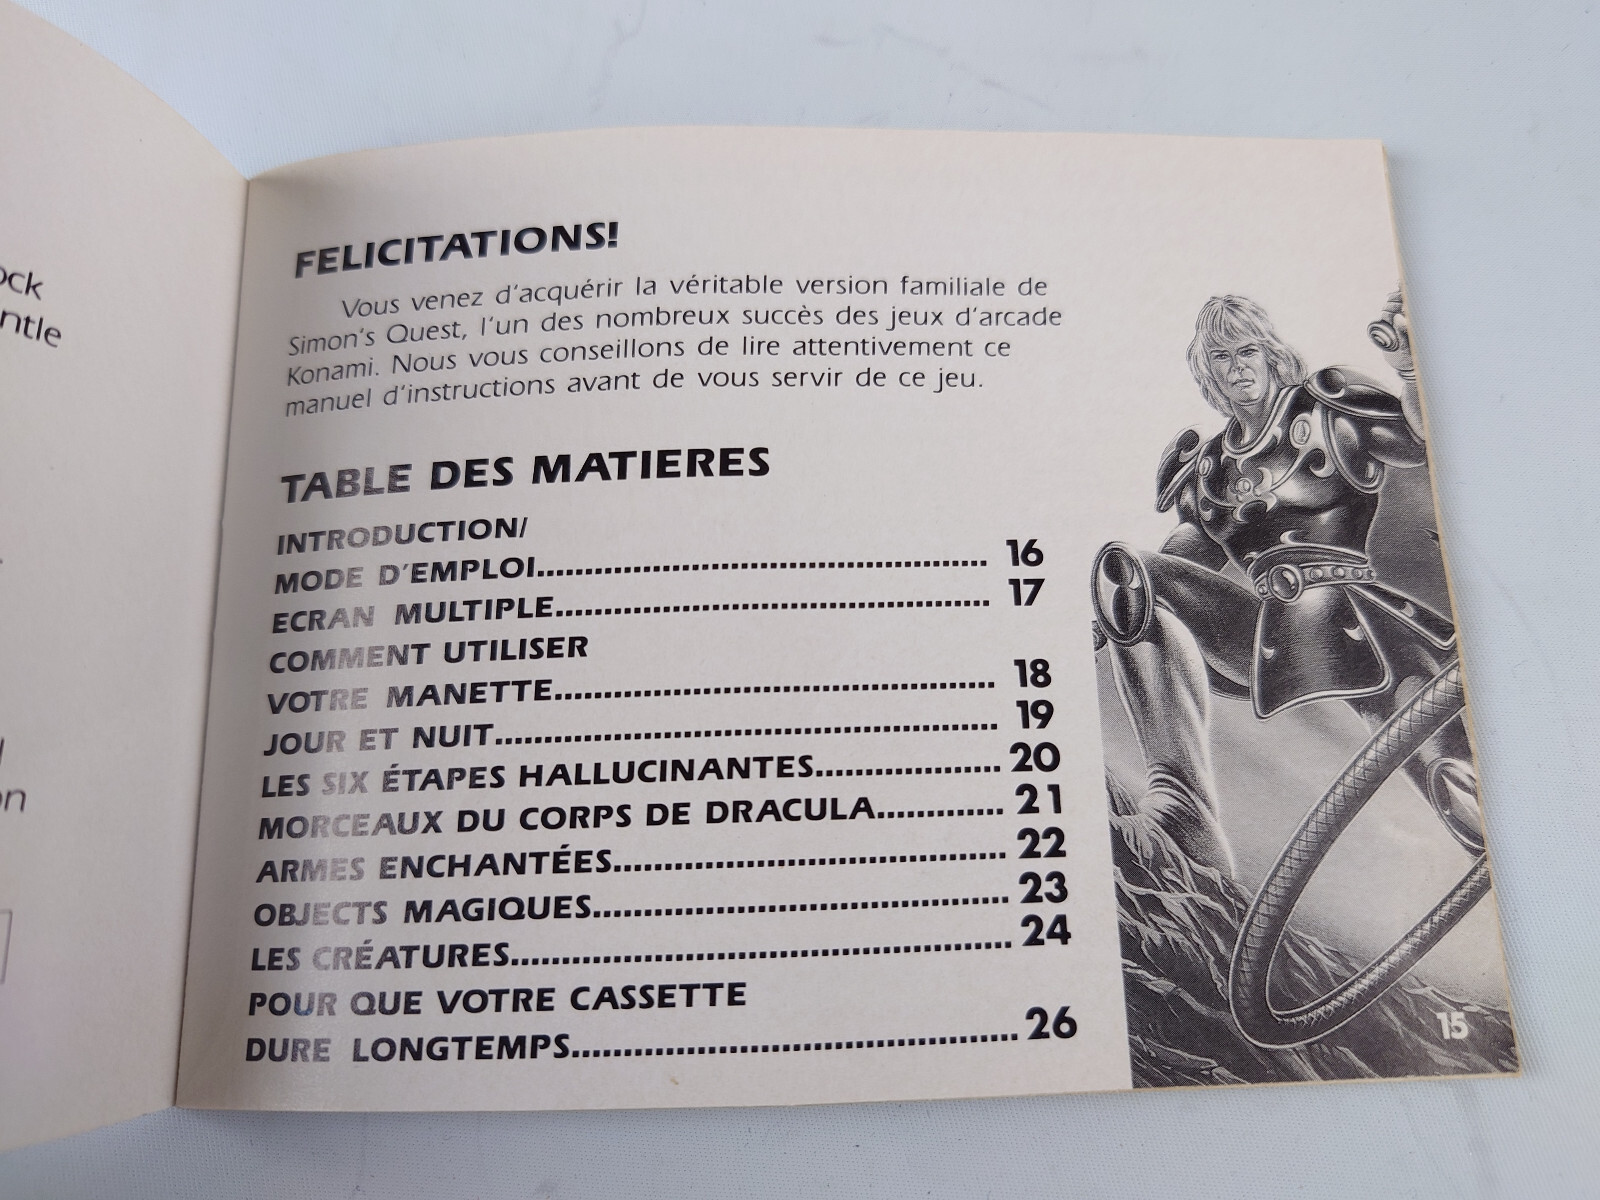 ock
ntle
on
FELICITATIONS!
Vous venez d'acquérir la véritable version familiale de
Simon's Quest, l'un des nombreux succès des jeux d'arcade
Konami. Nous vous conseillons de lire attentivement ce
manuel d'instructions avant de vous servir de ce jeu.
TABLE DES MATIERES
INTRODUCTION/
MODE D'EMPLOI........ 16
ECRAN MULTIPLE........ 17
COMMENT UTILISER
VOTRE MANETTE........ 18
JOUR ET NUIT........ 19
LES SIX ÉTAPES HALLUCINANTES........ 20
MORCEAUX DU CORPS DE DRACULA........ 21
ARMES ENCHANTÉES........ 22
OBJECTS MAGIQUES........ 23
LES CRÉATURES........ 24
POUR QUE VOTRE CASSETTE
DURE LONGTEMPS........ 26
15